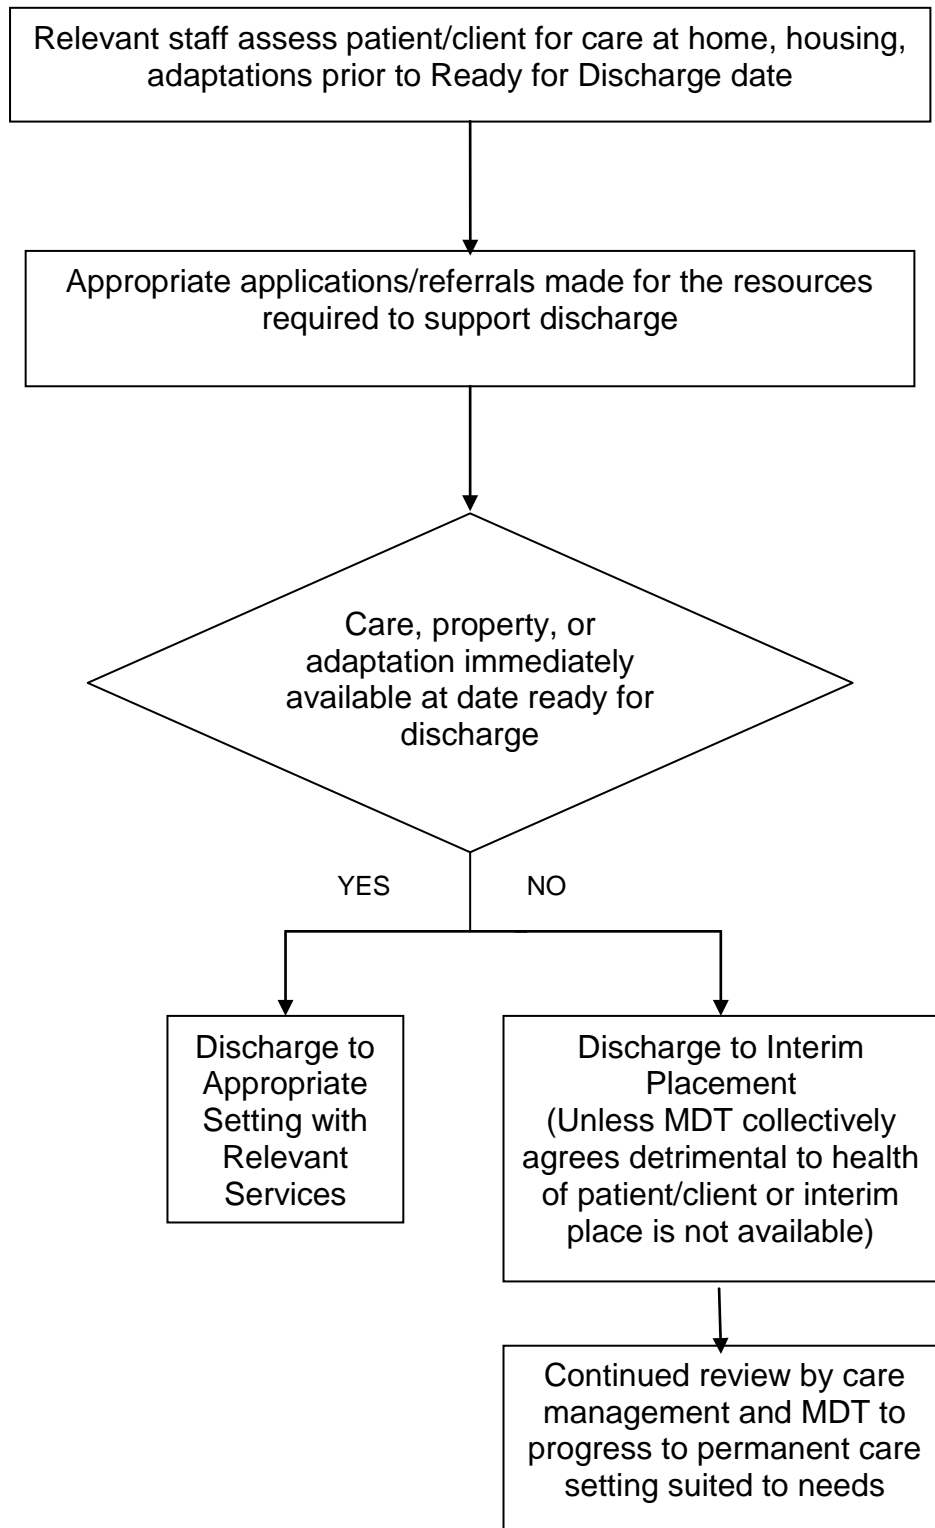 Relevant staff assess patient/client for care at home, housing,
adaptations prior to Ready for Discharge date
Appropriate applications/referrals made for the resources
required to support discharge
Care, property, or
adaptation immediately
available at date ready for
discharge
YES
NO
Discharge to
Appropriate
Setting with
Relevant
Services
Discharge to Interim
Placement
(Unless MDT collectively
agrees detrimental to health
of patient/client or interim
place is not available)
Continued review by care
management and MDT to
progress to permanent care
setting suited to needs